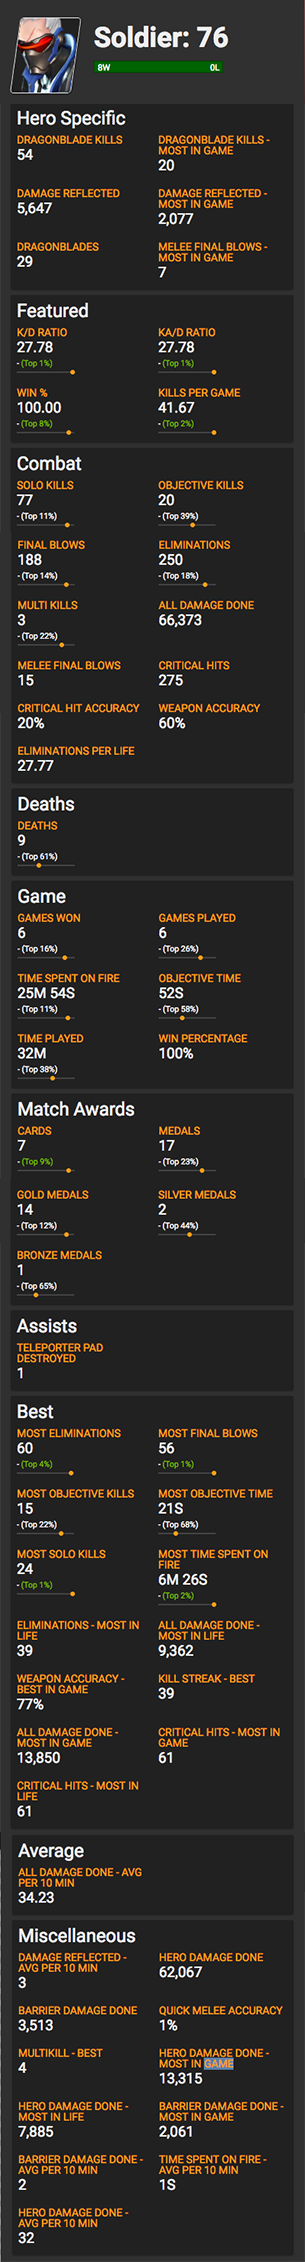 Soldier: 76
8W 0L
Hero Specific
DRAGONBLADE KILLS
54
DRAGONBLADE KILLS -
MOST IN GAME
20
DAMAGE REFLECTED
5,647
DAMAGE REFLECTED -
MOST IN GAME
2,077
DRAGONBLADES
29
MELEE FINAL BLOWS -
MOST IN GAME
7
Featured
K/D RATIO
27.78
- (Top 1%)
KA/D RATIO
27.78
- (Top 1%)
WIN %
100.00
- (Top 8%)
KILLS PER GAME
41.67
- (Top 2%)
Combat
SOLO KILLS
77
- (Top 11%)
OBJECTIVE KILLS
20
- (Top 39%)
FINAL BLOWS
188
- (Top 14%)
ELIMINATIONS
250
- (Top 18%)
MULTI KILLS
3
- (Top 22%)
ALL DAMAGE DONE
66,373
MELEE FINAL BLOWS
15
CRITICAL HITS
275
CRITICAL HIT ACCURACY
20%
WEAPON ACCURACY
60%
ELIMINATIONS PER LIFE
27.77
Deaths
DEATHS
9
- (Top 61%)
Game
GAMES WON
6
- (Top 16%)
GAMES PLAYED
6
- (Top 26%)
TIME SPENT ON FIRE
25M 54S
- (Top 11%)
OBJECTIVE TIME
52S
- (Top 58%)
TIME PLAYED
32M
- (Top 38%)
WIN PERCENTAGE
100%
Match Awards
CARDS
7
- (Top 9%)
MEDALS
17
- (Top 23%)
GOLD MEDALS
14
- (Top 12%)
SILVER MEDALS
2
- (Top 44%)
BRONZE MEDALS
1
- (Top 65%)
Assists
TELEPORTER PAD
DESTROYED
1
Best
MOST ELIMINATIONS
60
- (Top 4%)
MOST FINAL BLOWS
56
- (Top 1%)
MOST OBJECTIVE KILLS
15
- (Top 22%)
MOST OBJECTIVE TIME
21S
- (Top 68%)
MOST SOLO KILLS
24
- (Top 1%)
MOST TIME SPENT ON
FIRE
6M 26S
- (Top 2%)
ELIMINATIONS - MOST IN
LIFE
39
ALL DAMAGE DONE -
MOST IN LIFE
9,362
WEAPON ACCURACY -
BEST IN GAME
77%
KILL STREAK - BEST
39
ALL DAMAGE DONE -
MOST IN GAME
13,850
CRITICAL HITS - MOST IN
GAME
61
CRITICAL HITS - MOST IN
LIFE
61
Average
ALL DAMAGE DONE - AVG
PER 10 MIN
34.23
Miscellaneous
DAMAGE REFLECTED -
AVG PER 10 MIN
3
HERO DAMAGE DONE
62,067
BARRIER DAMAGE DONE
3,513
QUICK MELEE ACCURACY
1%
MULTIKILL - BEST
4
HERO DAMAGE DONE -
MOST IN GAME
13,315
HERO DAMAGE DONE -
MOST IN LIFE
7,885
BARRIER DAMAGE DONE -
MOST IN GAME
2,061
BARRIER DAMAGE DONE -
AVG PER 10 MIN
2
TIME SPENT ON FIRE -
AVG PER 10 MIN
1S
HERO DAMAGE DONE -
AVG PER 10 MIN
32